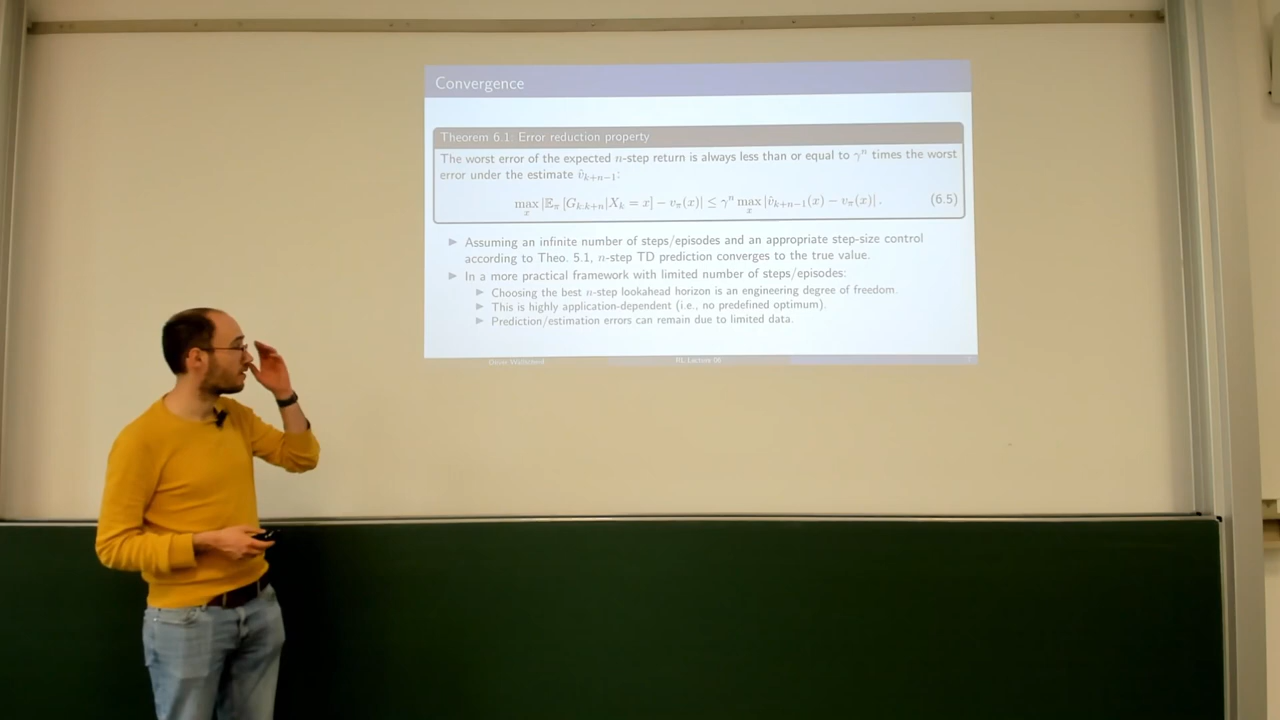 Convergence
Theorem 6.1: Error reduction property
The worst error of the expected n-step return is always less than or equal to γⁿ times the worst
error under the estimate v̂ₖ₊ₙ₋₁:
max_x |𝔼_π [G_{k:k+n}|X_k = x] − v_π(x)| ≤ γⁿ max_x |v̂_{k+n−1}(x) − v_π(x)| . (6.5)
▶ Assuming an infinite number of steps/episodes and an appropriate step-size control
according to Theo. 5.1, n-step TD prediction converges to the true value.
▶ In a more practical framework with limited number of steps/episodes:
▶ Choosing the best n-step lookahead horizon is an engineering degree of freedom.
▶ This is highly application-dependent (i.e., no predefined optimum).
▶ Prediction/estimation errors can remain due to limited data.
RL Lecture 06